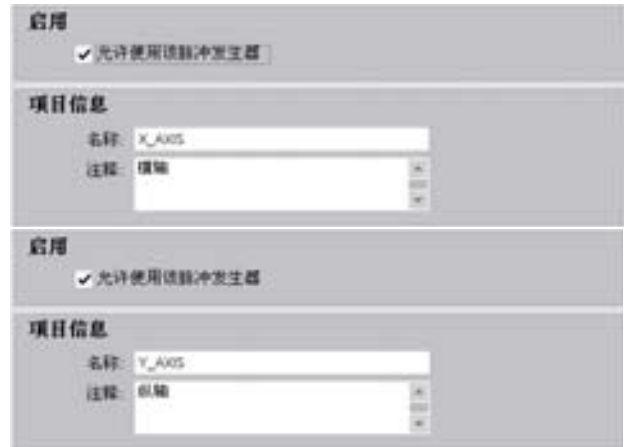 启用
允许使用该脉冲发生器
项目信息
名称: X_AXIS
注释: 横轴
启用
允许使用该脉冲发生器
项目信息
名称: Y_AXIS
注释: 纵轴